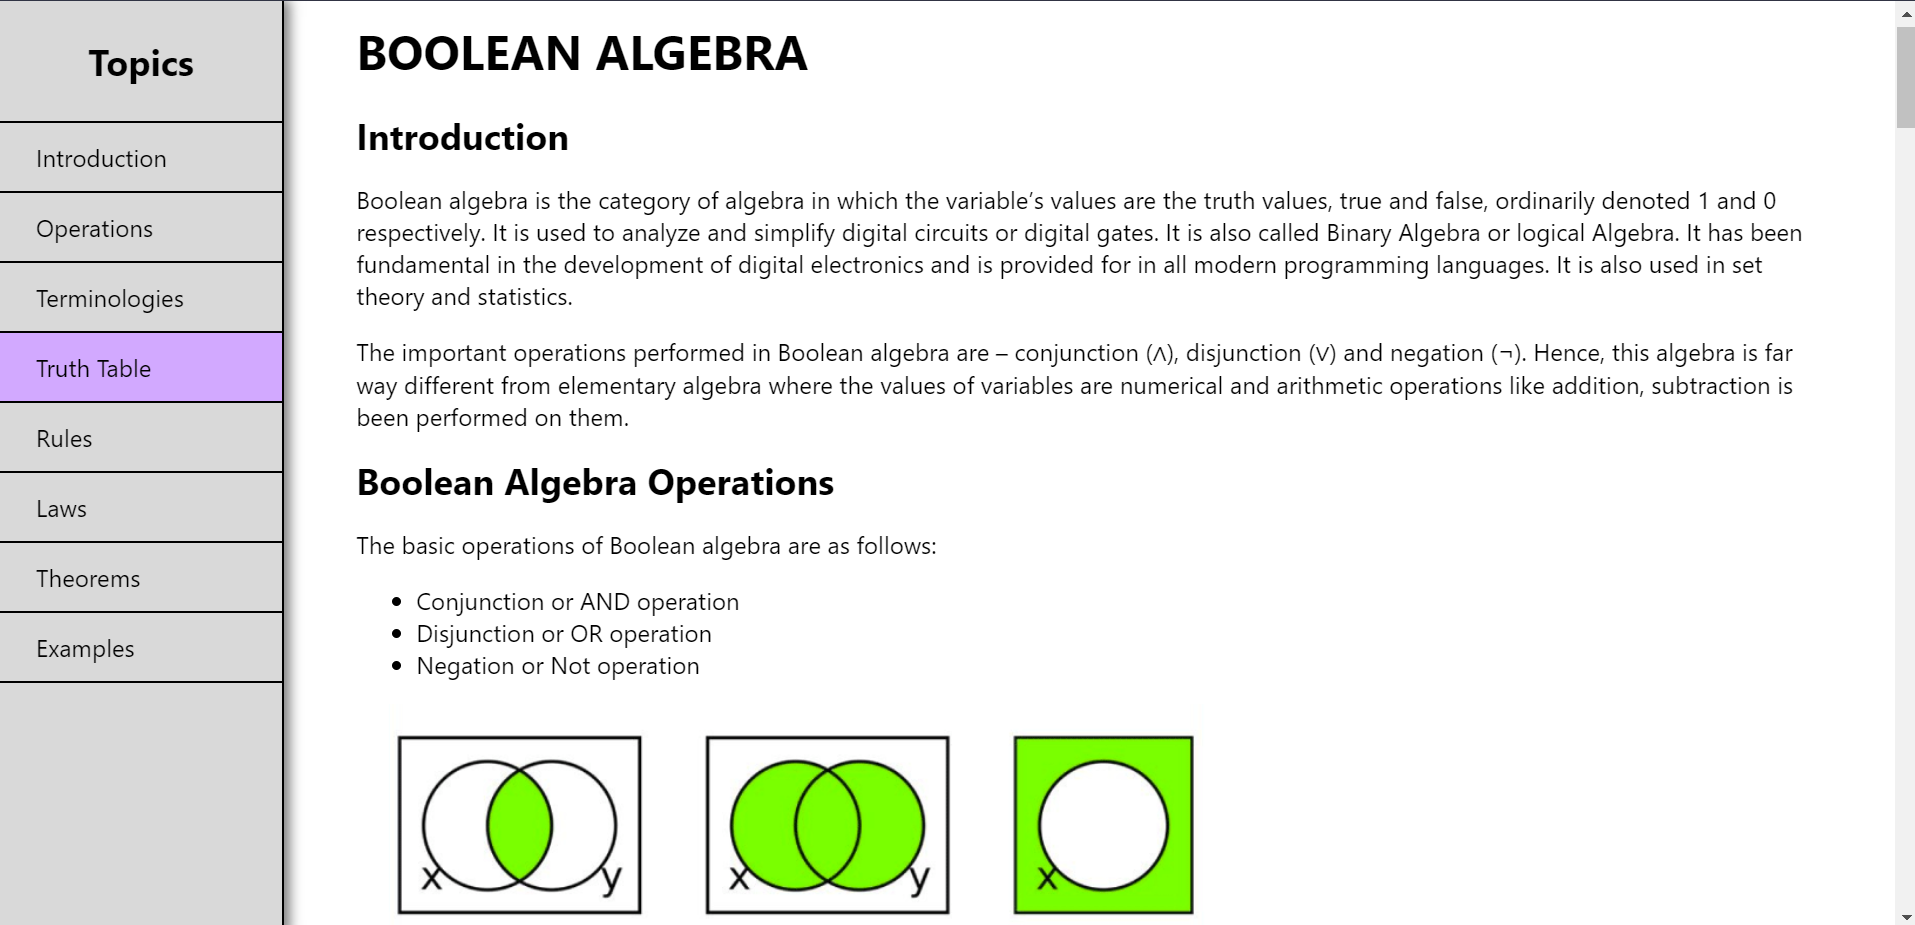 Topics
Introduction
Operations
Terminologies
Truth Table
Rules
Laws
Theorems
Examples
BOOLEAN ALGEBRA
Introduction
Boolean algebra is the category of algebra in which the variable’s values are the truth values, true and false, ordinarily denoted 1 and 0
respectively. It is used to analyze and simplify digital circuits or digital gates. It is also called Binary Algebra or logical Algebra. It has been
fundamental in the development of digital electronics and is provided for in all modern programming languages. It is also used in set
theory and statistics.
The important operations performed in Boolean algebra are – conjunction (∧), disjunction (∨) and negation (¬). Hence, this algebra is far
way different from elementary algebra where the values of variables are numerical and arithmetic operations like addition, subtraction is
been performed on them.
Boolean Algebra Operations
The basic operations of Boolean algebra are as follows:
• Conjunction or AND operation
• Disjunction or OR operation
• Negation or Not operation
x y x y x